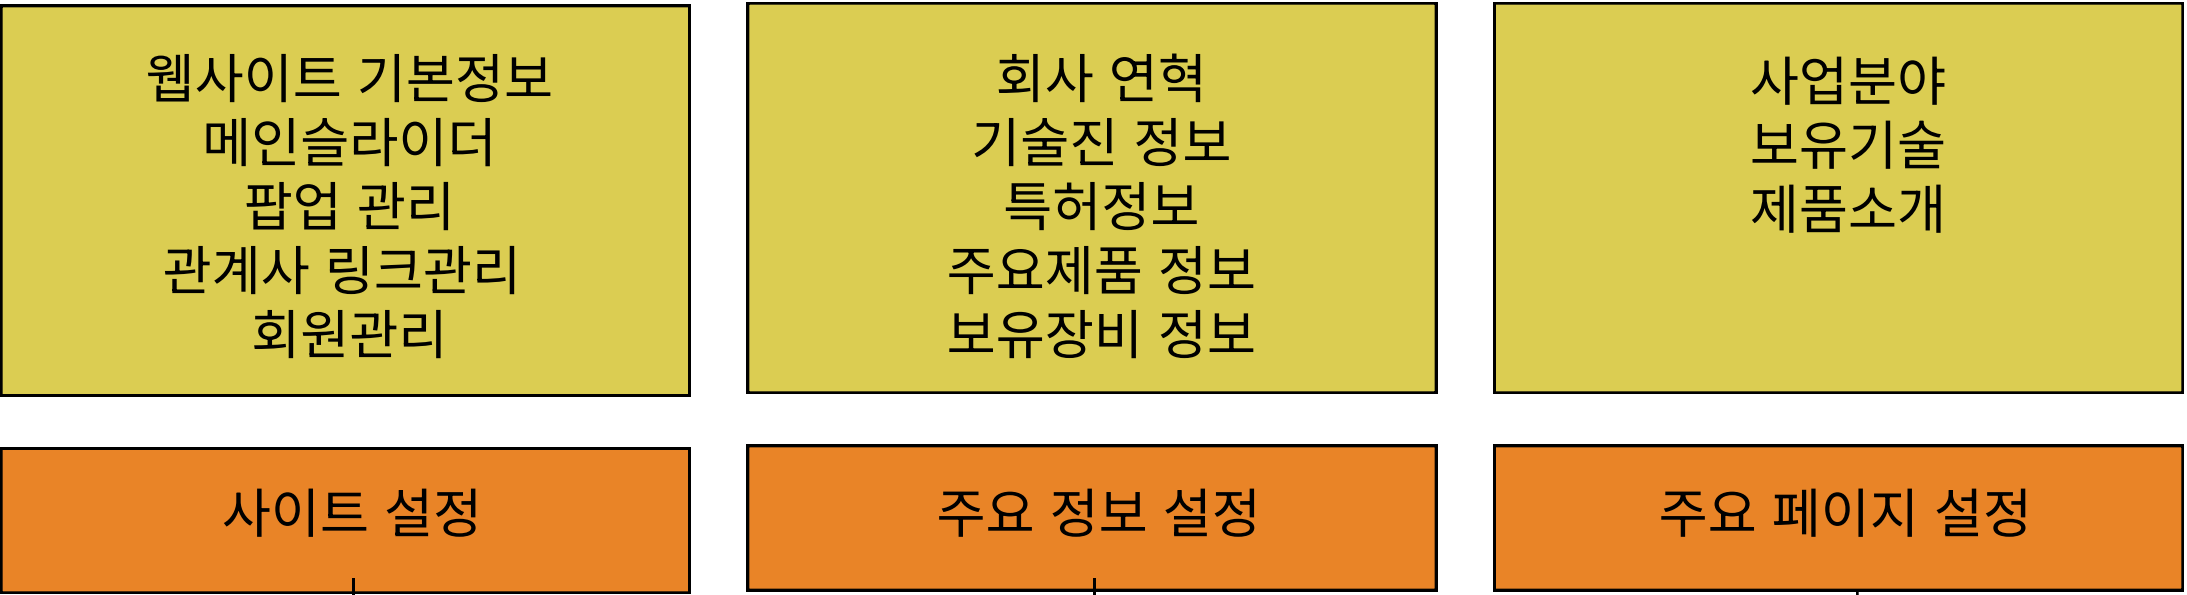 웹사이트 기본정보
메인슬라이더
팝업 관리
관계사 링크관리
회원관리
회사 연혁
기술진 정보
특허정보
주요제품 정보
보유장비 정보
사업분야
보유기술
제품소개
사이트 설정
주요 정보 설정
주요 페이지 설정